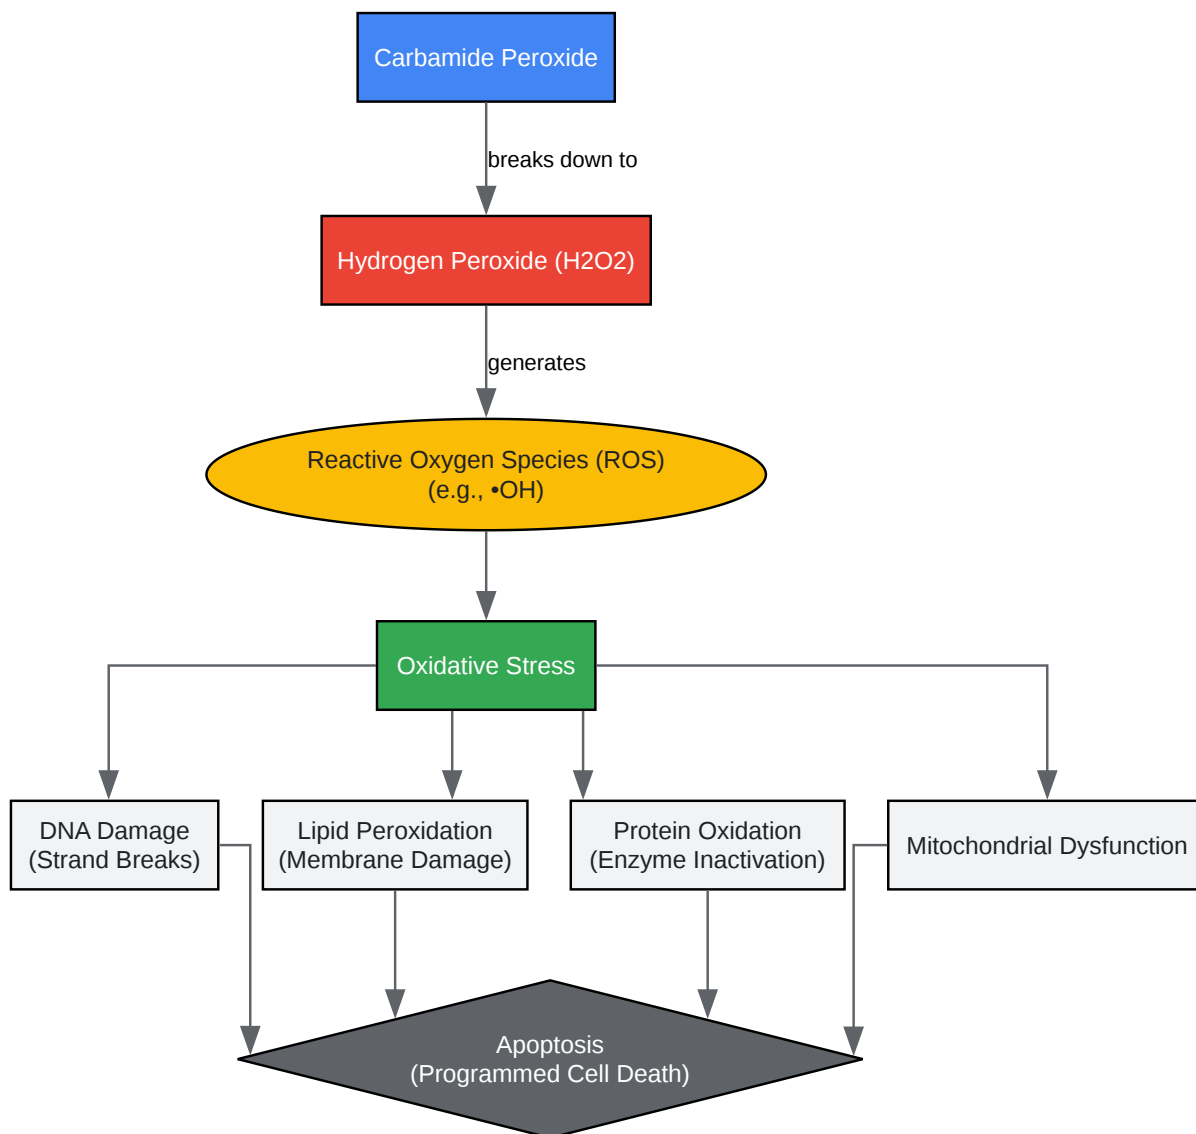 Carbamide Peroxide
breaks down to
Hydrogen Peroxide (H2O2)
generates
Reactive Oxygen Species (ROS)
(e.g., •OH)
Oxidative Stress
DNA Damage
(Strand Breaks)
Lipid Peroxidation
(Membrane Damage)
Protein Oxidation
(Enzyme Inactivation)
Mitochondrial Dysfunction
Apoptosis
(Programmed Cell Death)